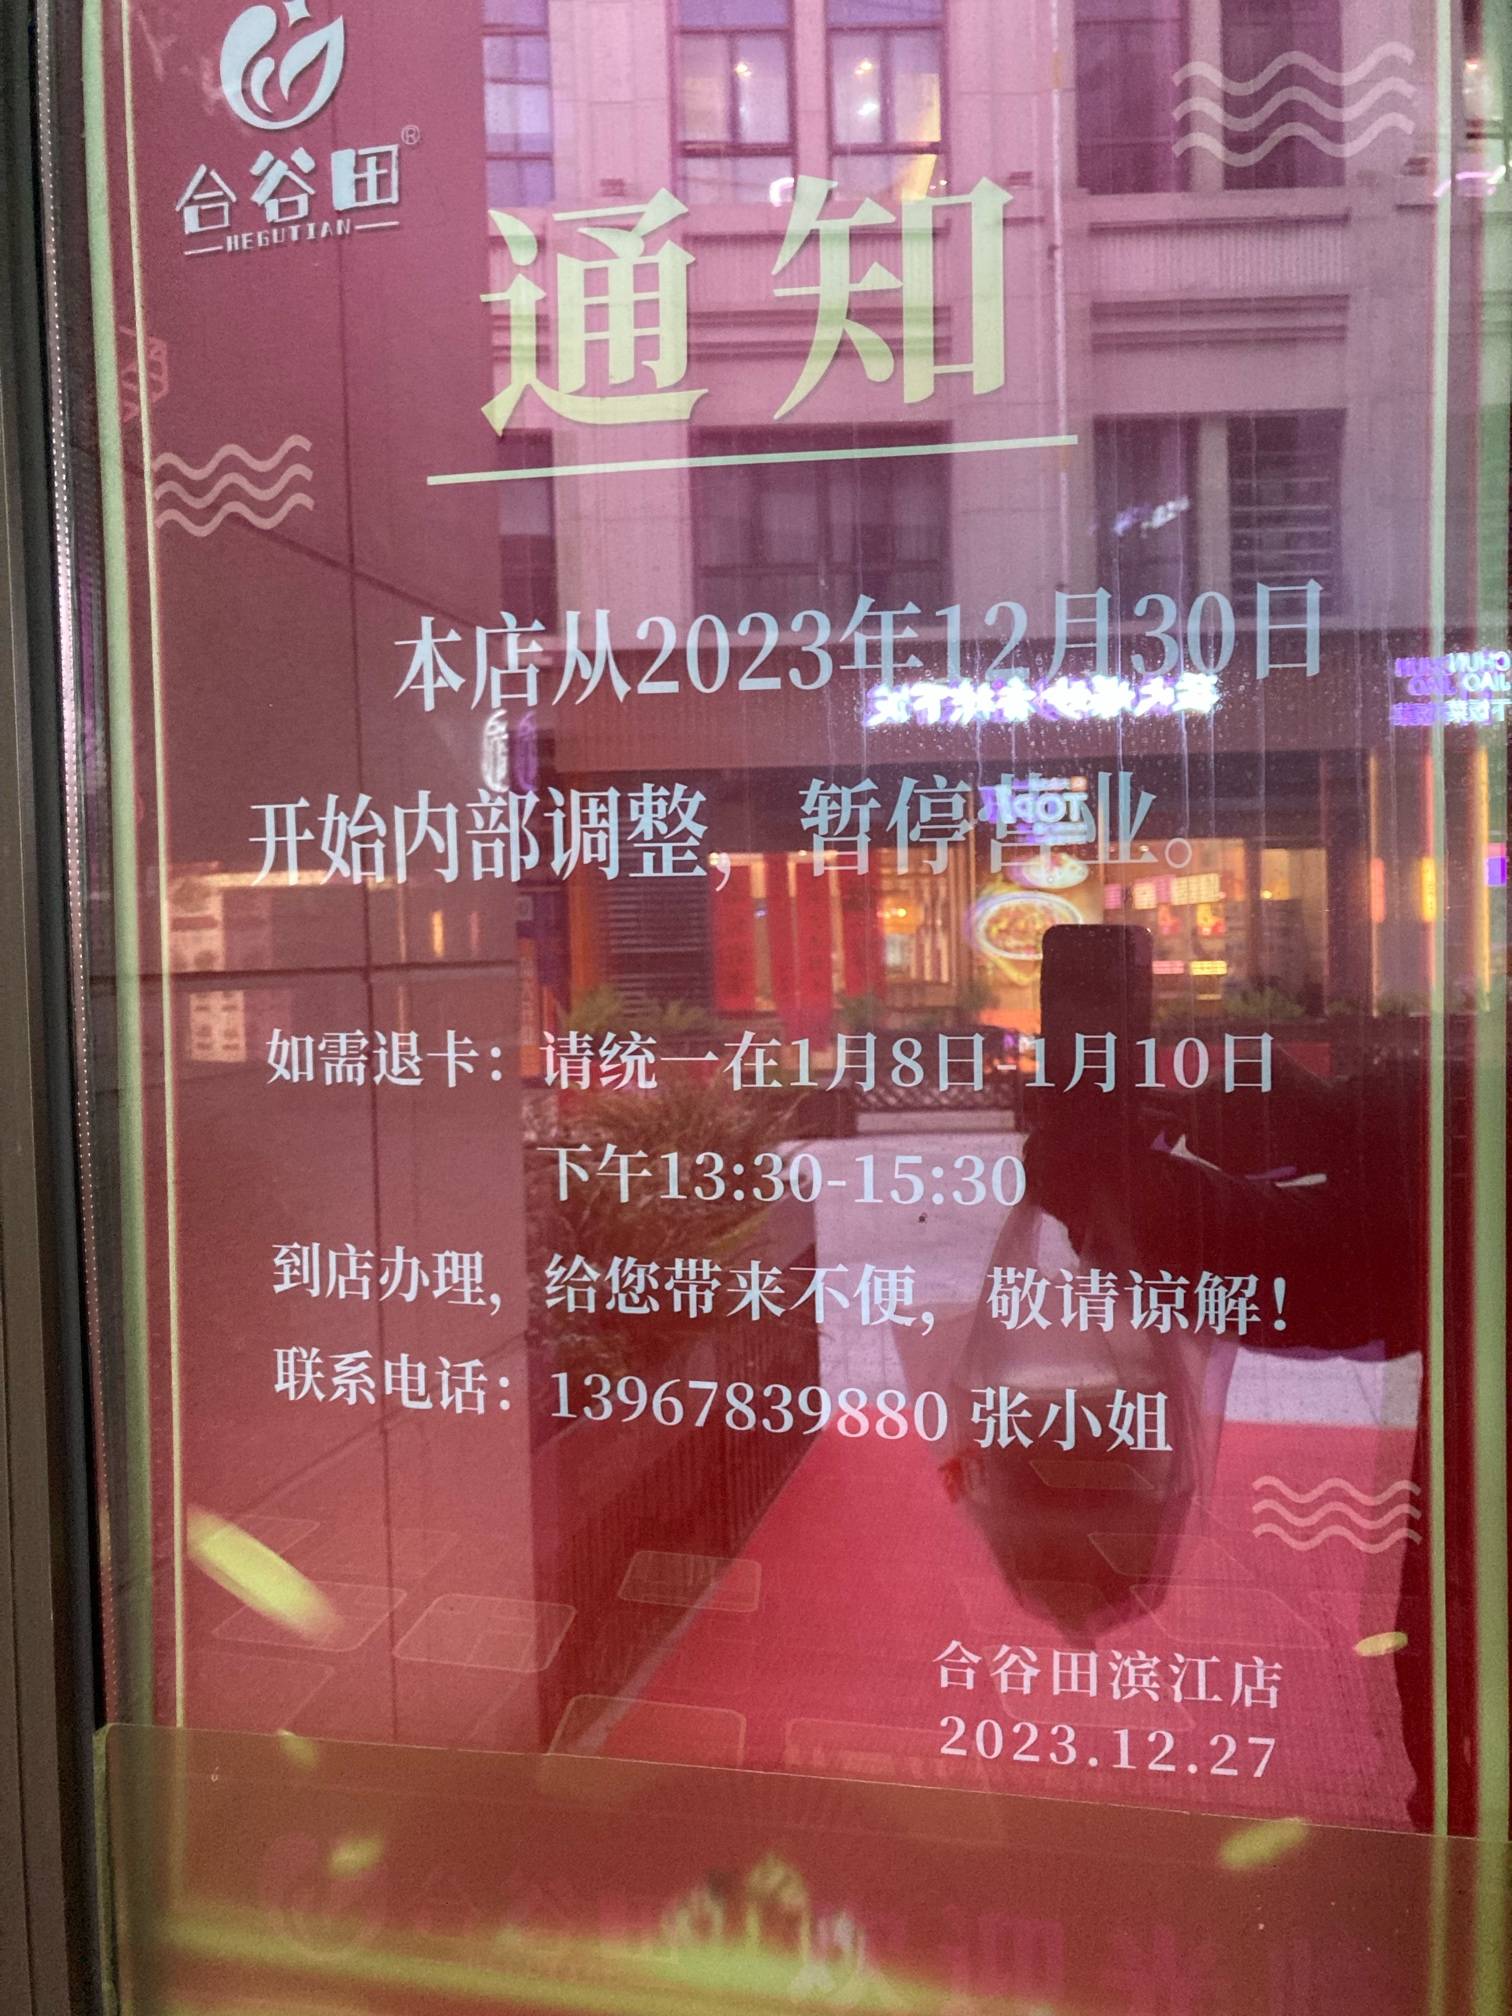 合谷田®
HEGUTIAN
通知
本店从2023年12月30日
开始内部调整，暂停营业。
如需退卡：请统一在1月8日-1月10日
下午13:30-15:30
到店办理，给您带来不便，敬请谅解！
联系电话：13967839880 张小姐
合谷田滨江店
2023.12.27